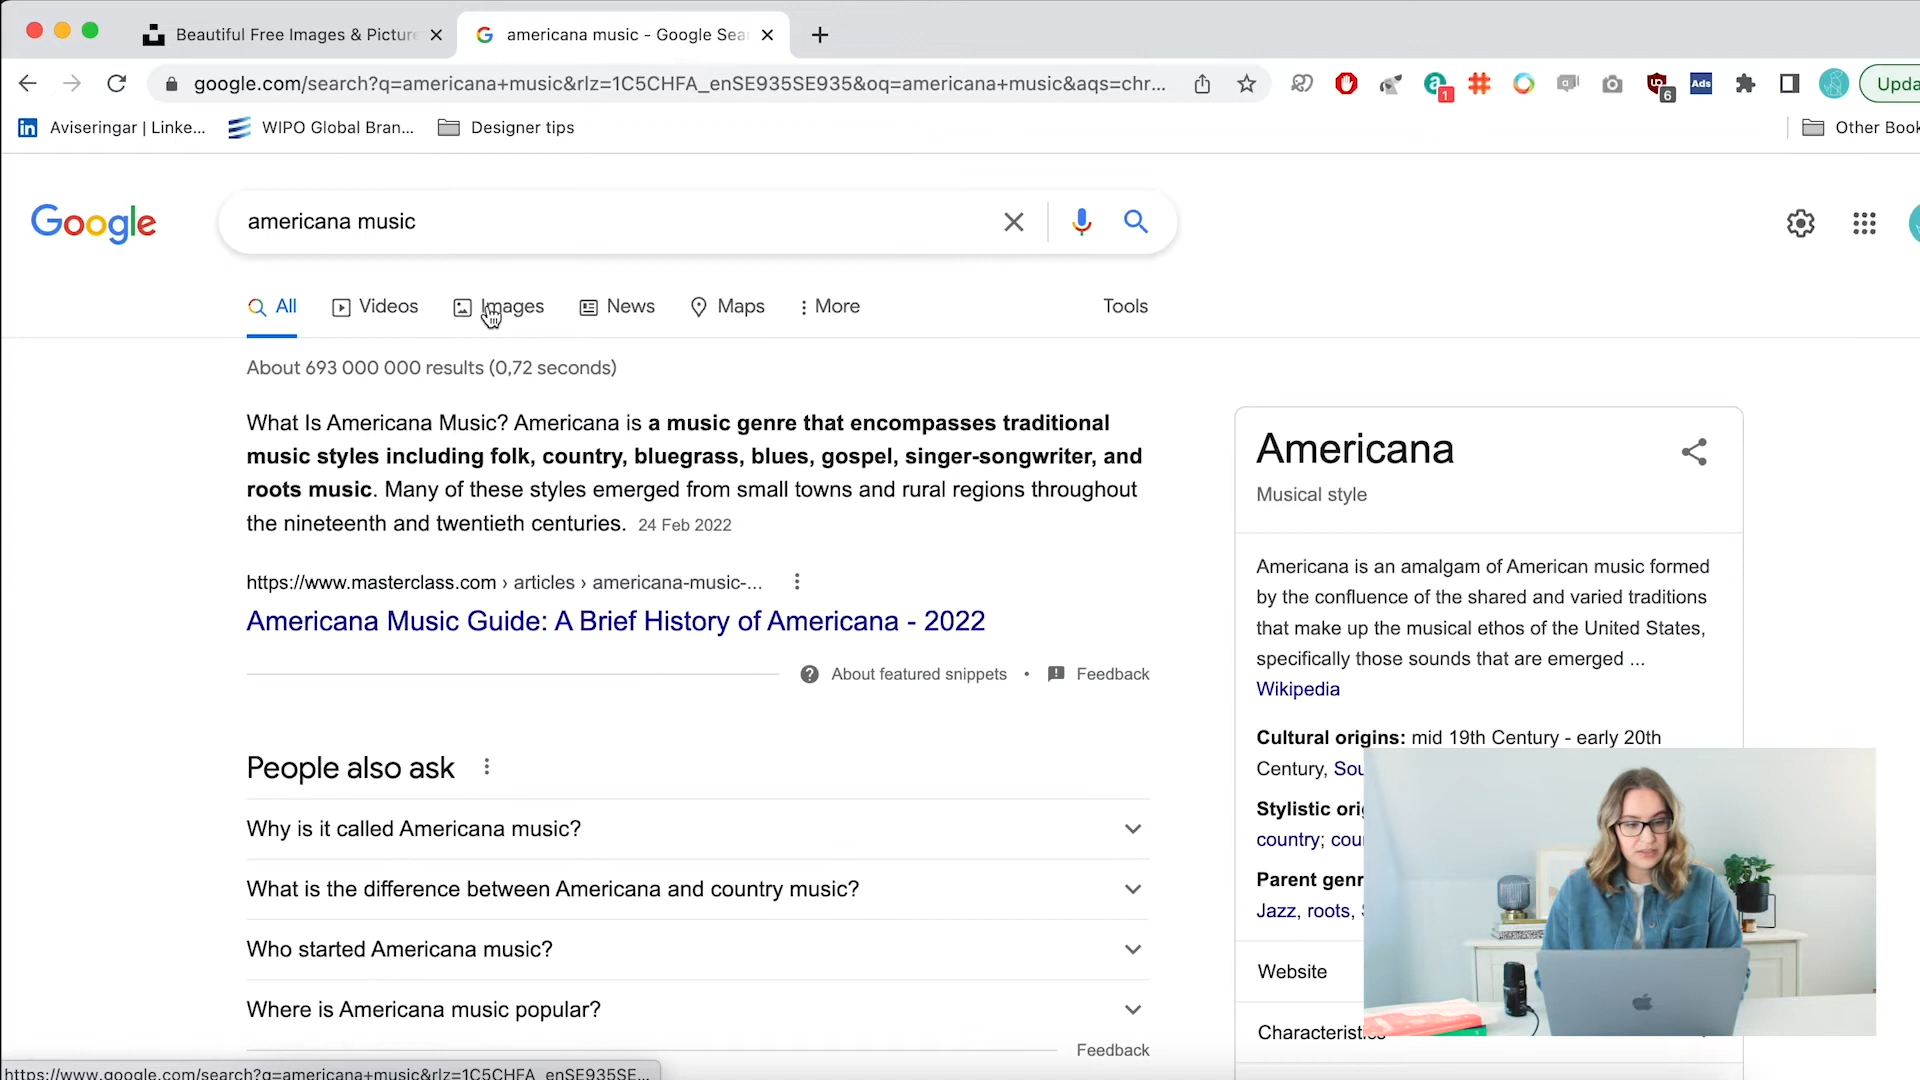 Beautiful Free Images & Picture
americana music - Google Sear
google.com/search?q=americana+music&rlz=1C5CHFA_enSE935SE935&oq=americana+music&aqs=chr...
1
6
Ads
Upda
in Aviseringar | Linke...
WIPO Global Bran...
Designer tips
Other Book
Google
americana music
All
Videos
Images
News
Maps
More
Tools
About 693 000 000 results (0,72 seconds)
What Is Americana Music? Americana is a music genre that encompasses traditional
music styles including folk, country, bluegrass, blues, gospel, singer-songwriter, and
roots music. Many of these styles emerged from small towns and rural regions throughout
the nineteenth and twentieth centuries. 24 Feb 2022
https://www.masterclass.com › articles › americana-music-...
Americana Music Guide: A Brief History of Americana - 2022
About featured snippets • Feedback
People also ask
Why is it called Americana music?
What is the difference between Americana and country music?
Who started Americana music?
Where is Americana music popular?
Feedback
Americana
Musical style
Americana is an amalgam of American music formed
by the confluence of the shared and varied traditions
that make up the musical ethos of the United States,
specifically those sounds that are emerged ...
Wikipedia
Cultural origins: mid 19th Century - early 20th
Century, Sou
Stylistic ori
country; cou
Parent genr
Jazz, roots,
Website
Characteristics
https://www.google.com/search?q=americana+music&rlz=1C5CHFA_enSE935SE...